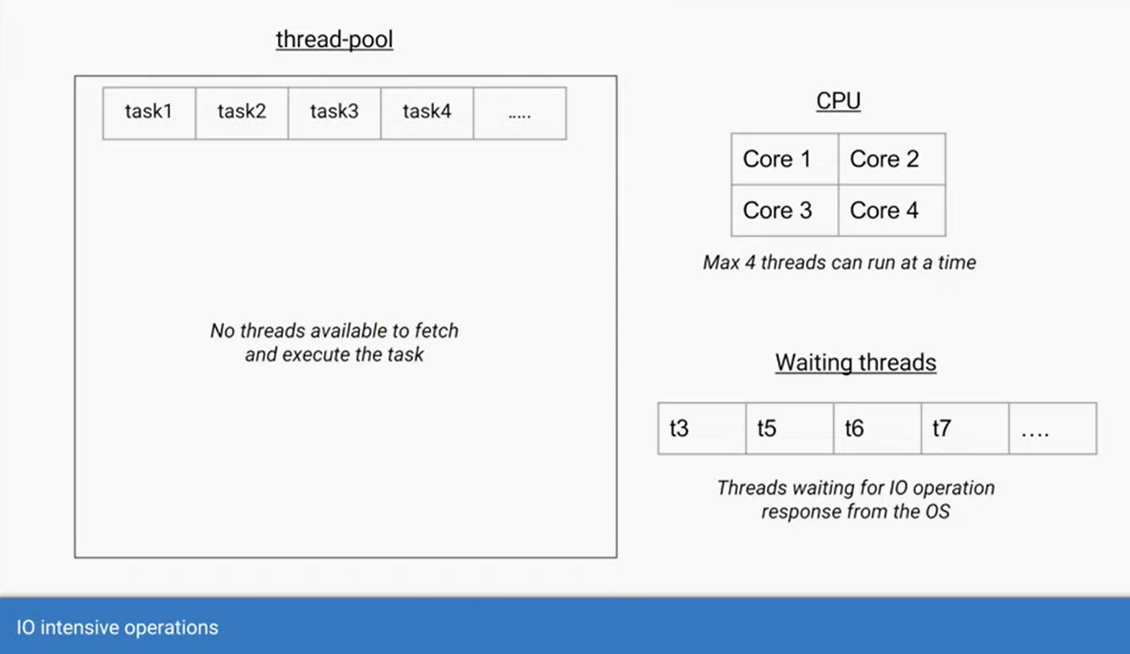 thread-pool
task1 task2 task3 task4 .....
No threads available to fetch
and execute the task
CPU
Core 1 Core 2
Core 3 Core 4
Max 4 threads can run at a time
Waiting threads
t3 t5 t6 t7 ....
Threads waiting for IO operation
response from the OS
IO intensive operations